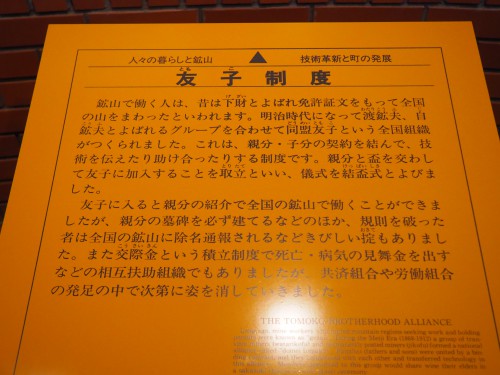 人々の暮らしと鉱山 ▲ 技術革新と町の発展
友子制度
鉱山で働く人は、昔は下財とよばれ免許証文をもって全国
の山をまわったといわれます。明治時代になって渡鉱夫、自
鉱夫とよばれるグループを合わせて同盟友子という全国組織
がつくられました。これは、親分・子分の契約を結んで、技
術を伝えたり助け合ったりする制度です。親分と盃を交わし
て友子に加入することを取立といい、儀式を結盃式とよびま
した。
友子に入ると親分の紹介で全国の鉱山で働くことができま
したが、親分の墓碑を必ず建てるなどのほか、規則を破った
者は全国の鉱山に除名通報されるなどきびしい掟もありまし
た。また交際金という積立制度で死亡・病気の見舞金を出す
などの相互扶助組織でもありましたが、共済組合や労働組合
の発足の中で次第に姿を消していきました。
THE TOMOKO BROTHERHOOD ALLIANCE